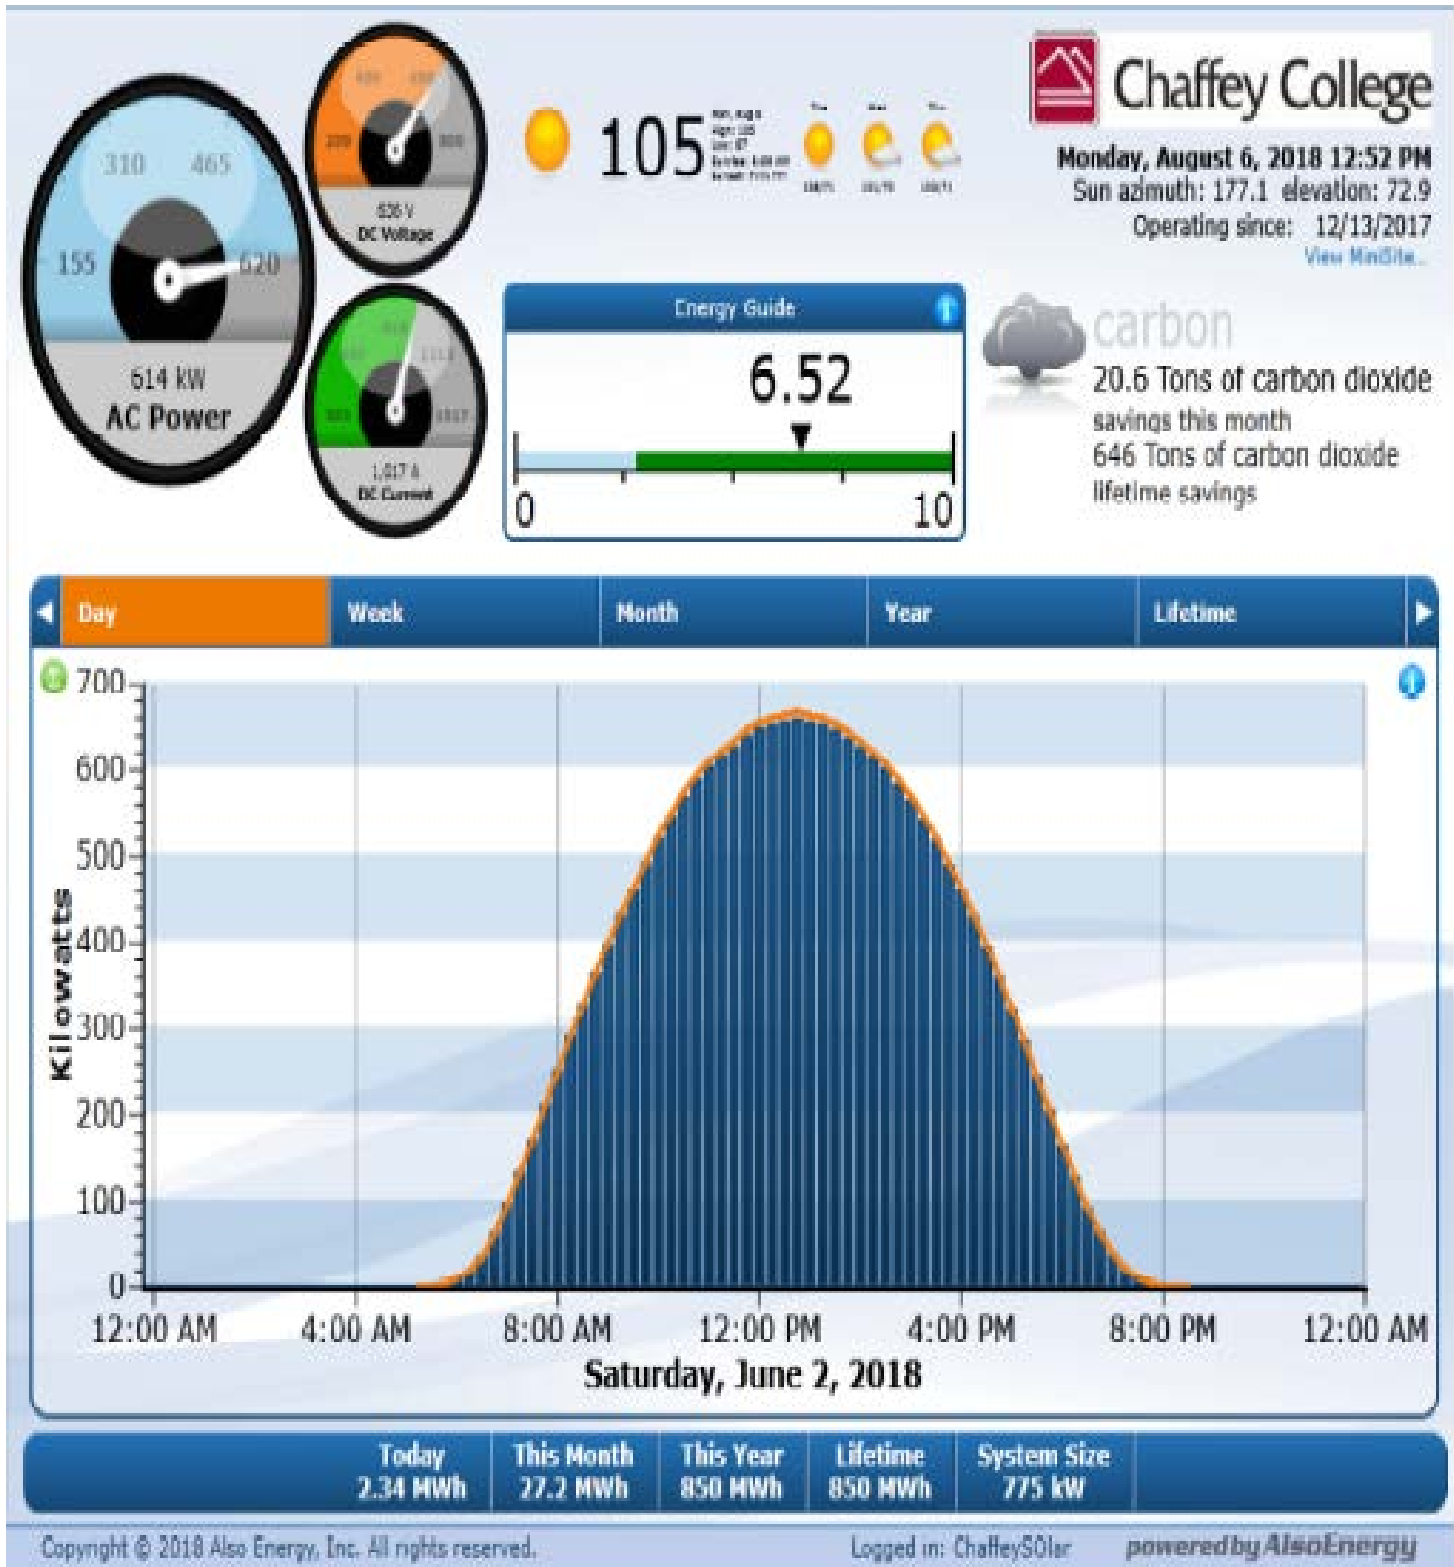 Chaffey College
Monday, August 6, 2018 12:52 PM
Sun azimuth: 177.1 elevation: 72.9
Operating since: 12/13/2017
View MiniSite...
105
310 465
155 620
614 kW
AC Power
626 V
DC Voltage
1,017 A
DC Current
Energy Guide
6.52
0 10
carbon
20.6 Tons of carbon dioxide
savings this month
646 Tons of carbon dioxide
lifetime savings
Day Week Month Year Lifetime
Kilowatts
700
600
500
400
300
200
100
0
12:00 AM 4:00 AM 8:00 AM 12:00 PM 4:00 PM 8:00 PM 12:00 AM
Saturday, June 2, 2018
Today This Month This Year Lifetime System Size
2.34 MWh 27.2 MWh 850 MWh 850 MWh 775 kW
Copyright © 2018 Also Energy, Inc. All rights reserved. Logged in: ChaffeySOlar powered by AlsoEnergy